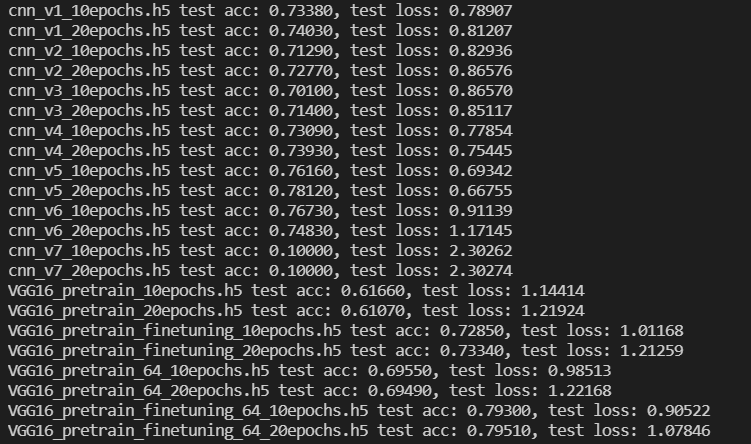 cnn_v1_10epochs.h5 test acc: 0.73380, test loss: 0.78907
cnn_v1_20epochs.h5 test acc: 0.74030, test loss: 0.81207
cnn_v2_10epochs.h5 test acc: 0.71290, test loss: 0.82936
cnn_v2_20epochs.h5 test acc: 0.72770, test loss: 0.86576
cnn_v3_10epochs.h5 test acc: 0.70100, test loss: 0.86570
cnn_v3_20epochs.h5 test acc: 0.71400, test loss: 0.85117
cnn_v4_10epochs.h5 test acc: 0.73090, test loss: 0.77854
cnn_v4_20epochs.h5 test acc: 0.73930, test loss: 0.75445
cnn_v5_10epochs.h5 test acc: 0.76160, test loss: 0.69342
cnn_v5_20epochs.h5 test acc: 0.78120, test loss: 0.66755
cnn_v6_10epochs.h5 test acc: 0.76730, test loss: 0.91139
cnn_v6_20epochs.h5 test acc: 0.74830, test loss: 1.17145
cnn_v7_10epochs.h5 test acc: 0.10000, test loss: 2.30262
cnn_v7_20epochs.h5 test acc: 0.10000, test loss: 2.30274
VGG16_pretrain_10epochs.h5 test acc: 0.61660, test loss: 1.14414
VGG16_pretrain_20epochs.h5 test acc: 0.61070, test loss: 1.21924
VGG16_pretrain_finetuning_10epochs.h5 test acc: 0.72850, test loss: 1.01168
VGG16_pretrain_finetuning_20epochs.h5 test acc: 0.73340, test loss: 1.21259
VGG16_pretrain_64_10epochs.h5 test acc: 0.69550, test loss: 0.98513
VGG16_pretrain_64_20epochs.h5 test acc: 0.69490, test loss: 1.22168
VGG16_pretrain_finetuning_64_10epochs.h5 test acc: 0.79300, test loss: 0.90522
VGG16_pretrain_finetuning_64_20epochs.h5 test acc: 0.79510, test loss: 1.07846